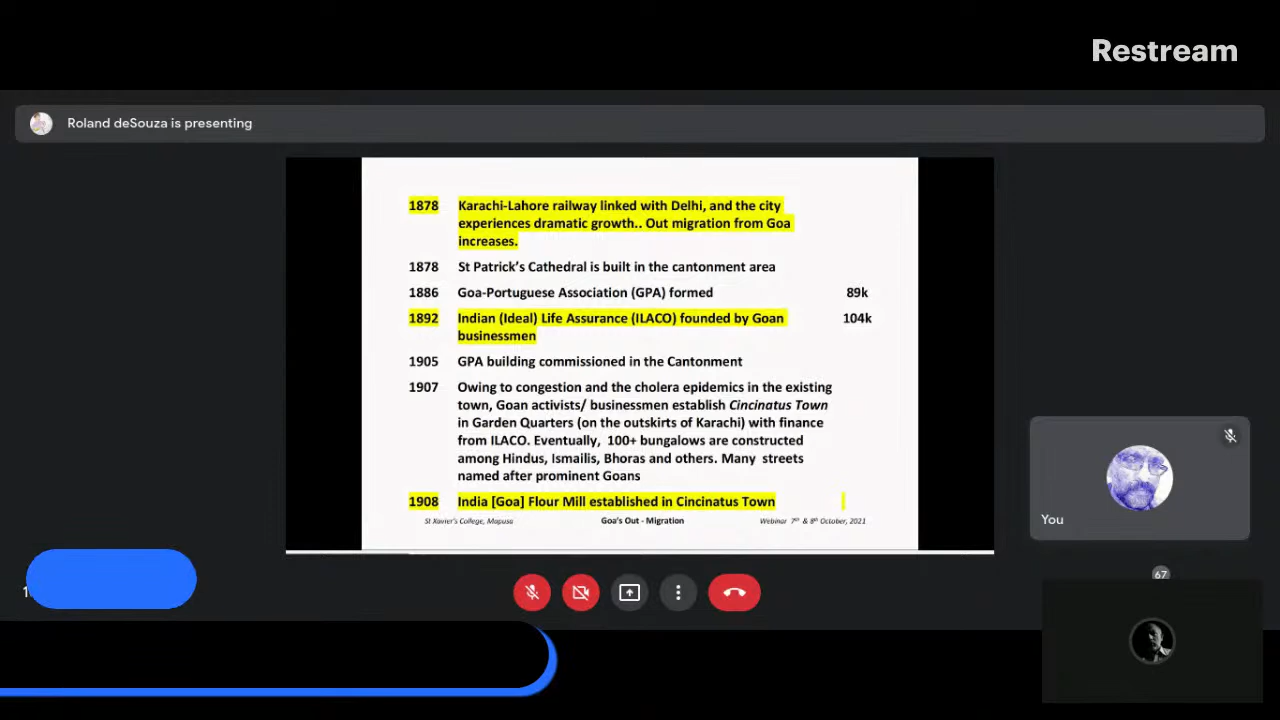 Restream
Roland deSouza is presenting
1878 Karachi-Lahore railway linked with Delhi, and the city
experiences dramatic growth.. Out migration from Goa
increases.
1878 St Patrick's Cathedral is built in the cantonment area
1886 Goa-Portuguese Association (GPA) formed 89k
1892 Indian (Ideal) Life Assurance (ILACO) founded by Goan 104k
businessmen
1905 GPA building commissioned in the Cantonment
1907 Owing to congestion and the cholera epidemics in the existing
town, Goan activists/ businessmen establish Cincinatus Town
in Garden Quarters (on the outskirts of Karachi) with finance
from ILACO. Eventually, 100+ bungalows are constructed
among Hindus, Ismailis, Bhoras and others. Many streets
named after prominent Goans
1908 India [Goa] Flour Mill established in Cincinatus Town
St Xavier's College, Mapusa Goa's Out - Migration Webinar 7th & 8th October, 2021
You
67